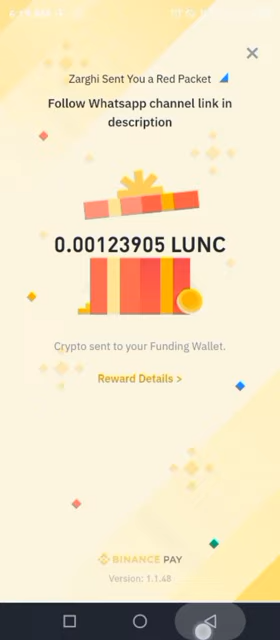 Zarghi Sent You a Red Packet
Follow Whatsapp channel link in
description
0.00123905 LUNC
Crypto sent to your Funding Wallet.
Reward Details >
BINANCE PAY
Version: 1.1.48